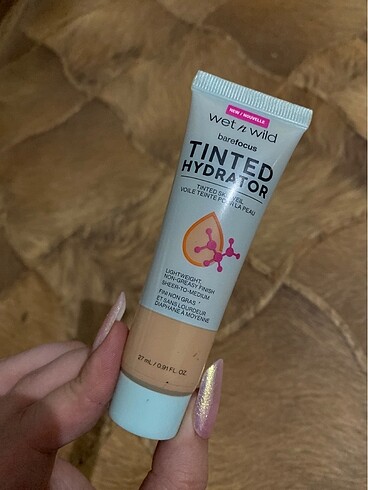 NEW / NOUVELLE
wet n wild
barefocus
TINTED
HYDRATOR
TINTED SKIN VEIL
VOILE TEINTÉ POUR LA PEAU
LIGHTWEIGHT,
NON-GREASY FINISH
SHEER-TO-MEDIUM
FINI NON GRAS
ET SANS LOURDEUR
DIAPHANE À MOYENNE
27 mL / 0.91 FL. OZ